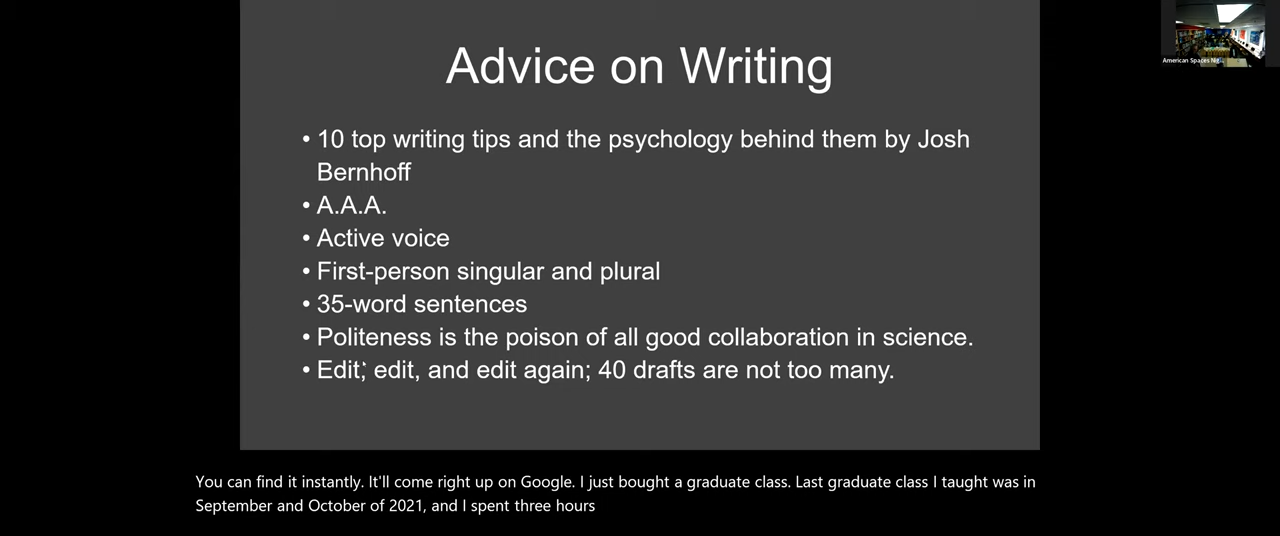 Advice on Writing
• 10 top writing tips and the psychology behind them by Josh
Bernhoff
• A.A.A.
• Active voice
• First-person singular and plural
• 35-word sentences
• Politeness is the poison of all good collaboration in science.
• Edit, edit, and edit again; 40 drafts are not too many.
American Spaces
You can find it instantly. It'll come right up on Google. I just bought a graduate class. Last graduate class I taught was in
September and October of 2021, and I spent three hours